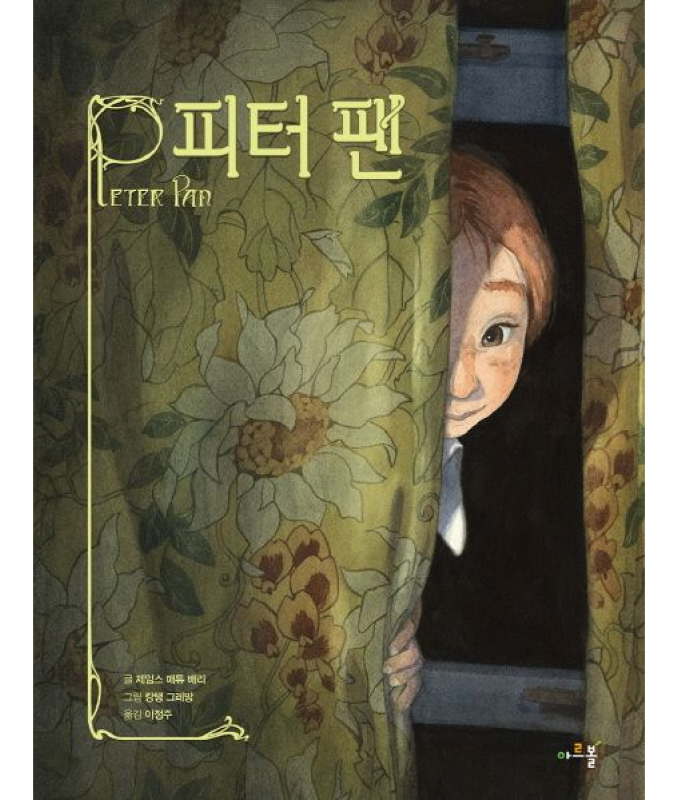 피터 팬
PETER PAN
글 제임스 매튜 배리
그림 캉탱 그레방
옮김 이정주
아르볼